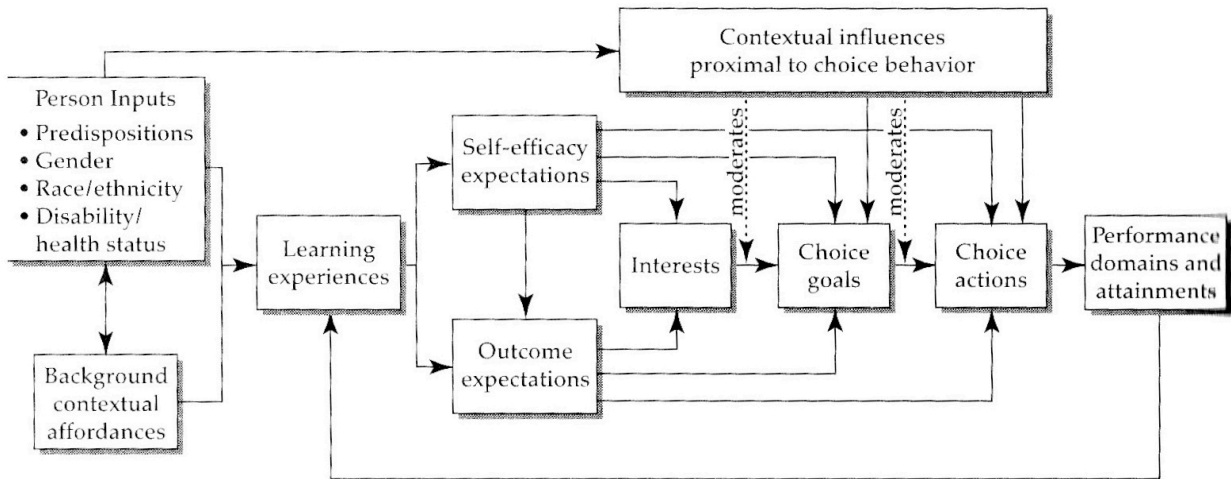 Contextual influences
proximal to choice behavior
Person Inputs
• Predispositions
• Gender
• Race/ethnicity
• Disability/
health status
Self-efficacy
expectations
moderates
moderates
Learning
experiences
Interests
Choice
goals
Choice
actions
Performance
domains and
attainments
Outcome
expectations
Background
contextual
affordances